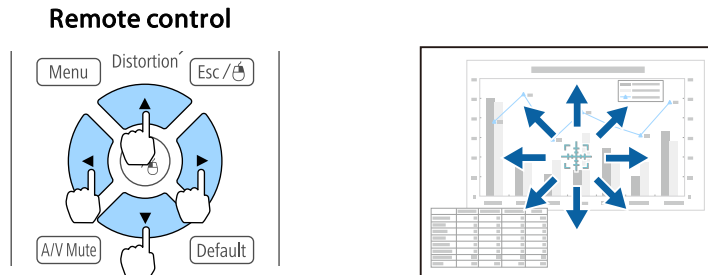 Remote control
Distortion
Menu
Esc /
A/V Mute
Default